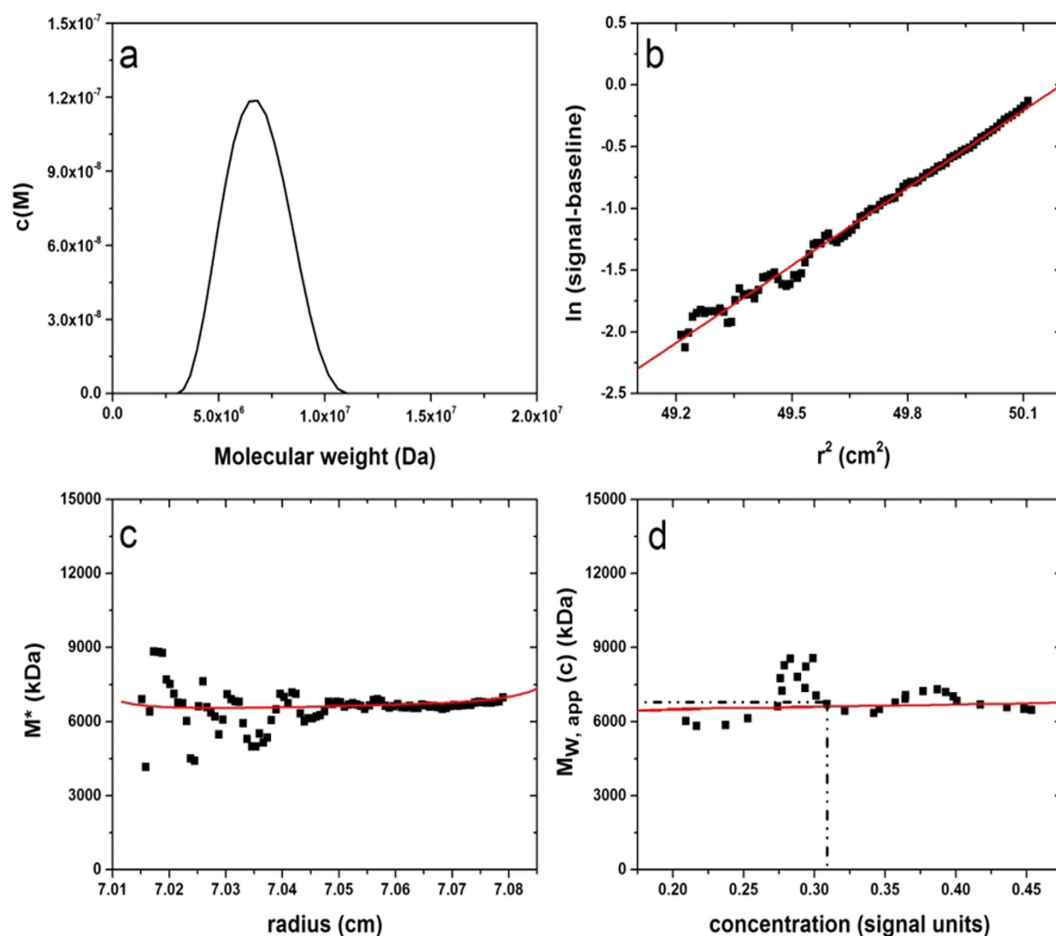 a
c(M)
1.5x10⁻⁷
1.2x10⁻⁷
9.0x10⁻⁸
6.0x10⁻⁸
3.0x10⁻⁸
0.0
0.0 5.0x10⁶ 1.0x10⁷ 1.5x10⁷ 2.0x10⁷
Molecular weight (Da)
b
ln (signal-baseline)
0.5
0.0
-0.5
-1.0
-1.5
-2.0
-2.5
49.2 49.5 49.8 50.1
r² (cm²)
c
M* (kDa)
15000
12000
9000
6000
3000
0
7.01 7.02 7.03 7.04 7.05 7.06 7.07 7.08
radius (cm)
d
Mw, app (c) (kDa)
15000
12000
9000
6000
3000
0
0.20 0.25 0.30 0.35 0.40 0.45
concentration (signal units)